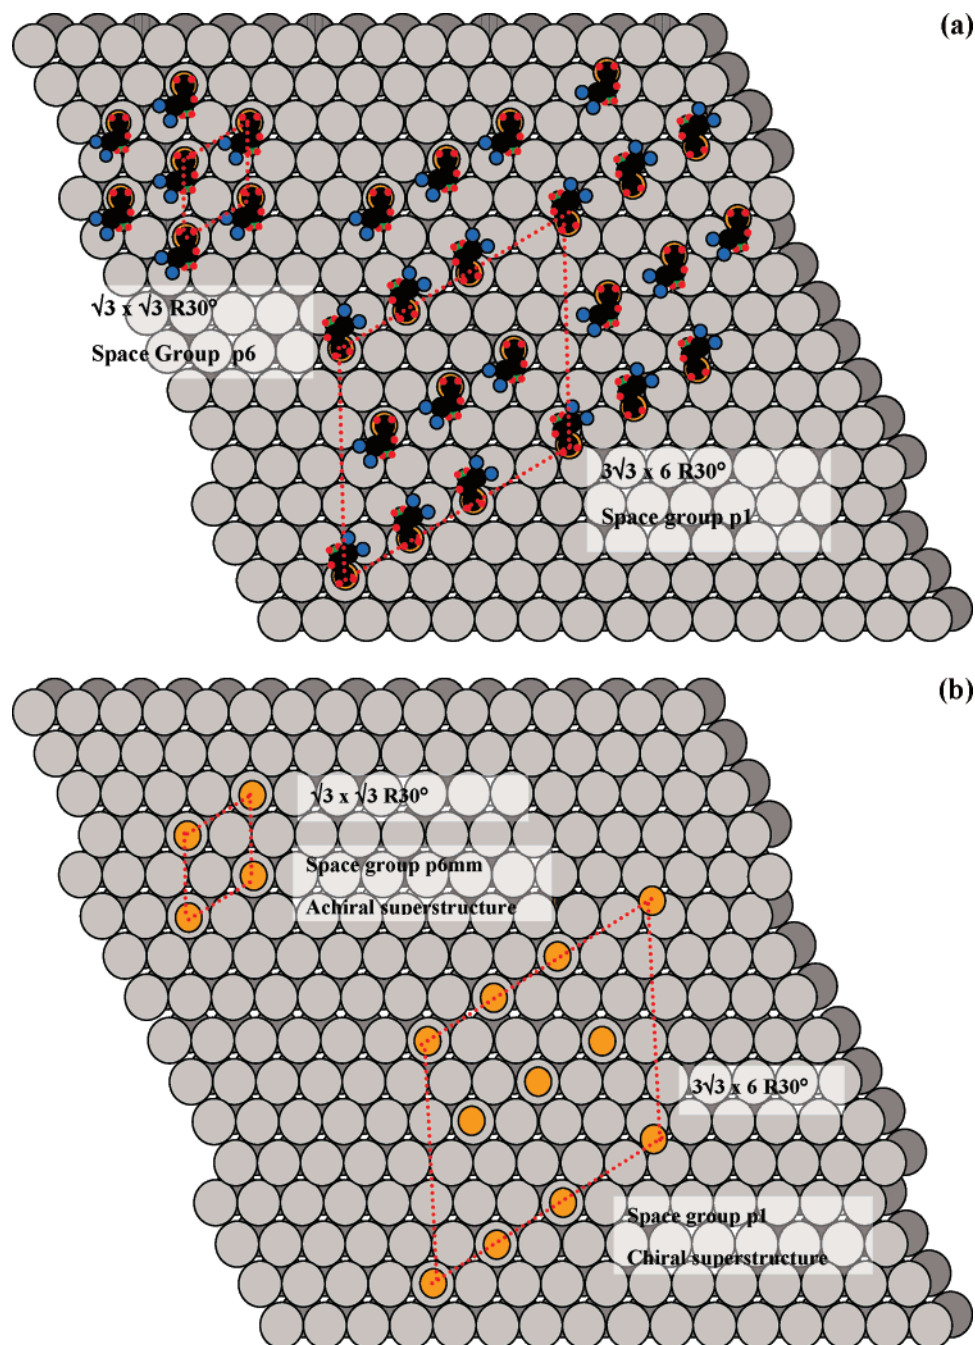 (a)
√3 x √3 R30°
Space Group p6
3√3 x 6 R30°
Space group p1
(b)
√3 x √3 R30°
Space group p6mm
Achiral superstructure
3√3 x 6 R30°
Space group p1
Chiral superstructure